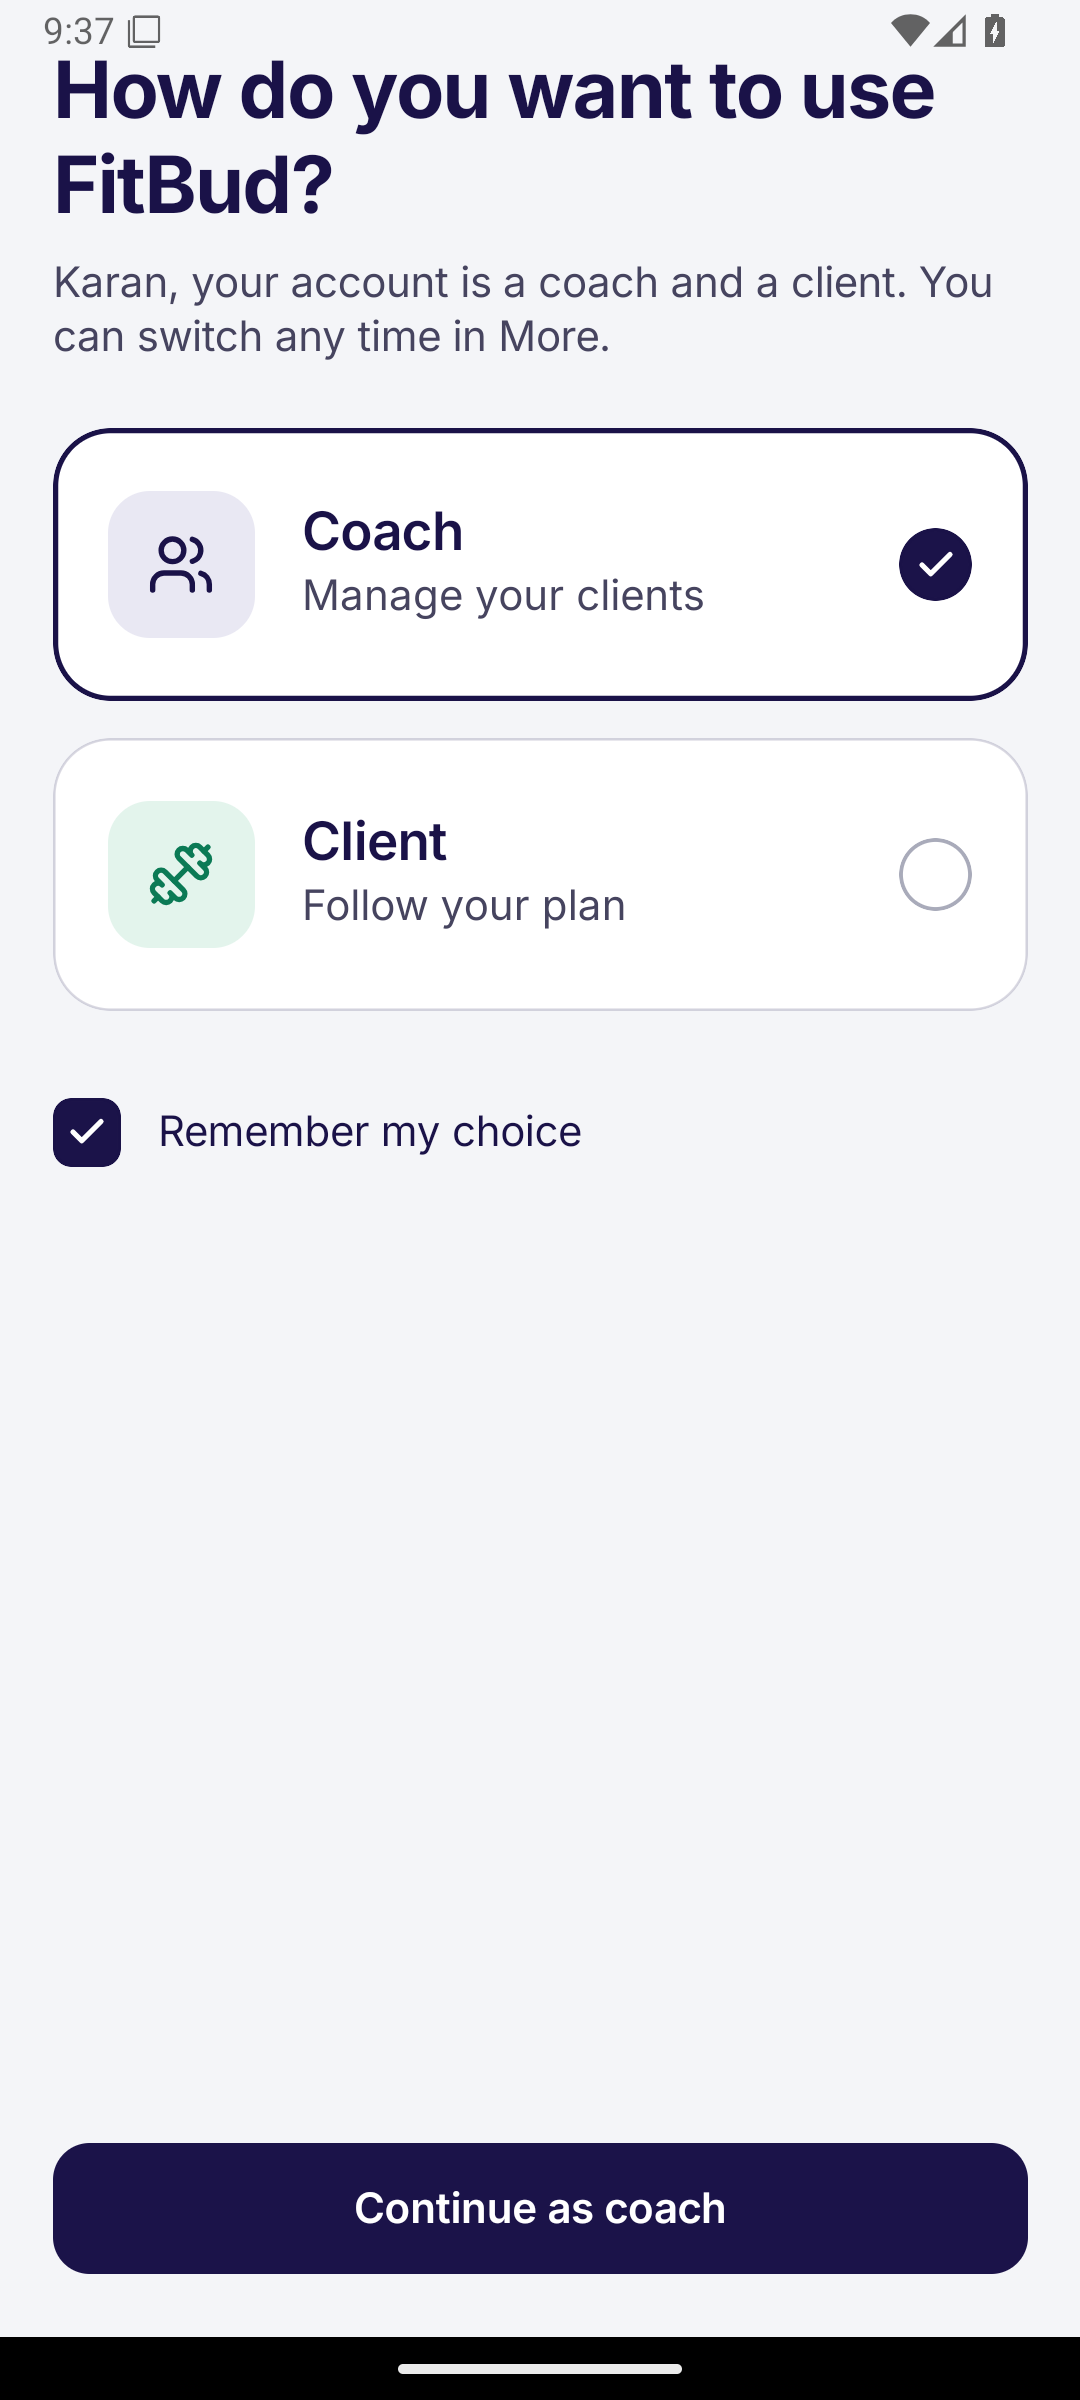 9:37
How do you want to use
FitBud?
Karan, your account is a coach and a client. You
can switch any time in More.
Coach
Manage your clients
Client
Follow your plan
Remember my choice
Continue as coach